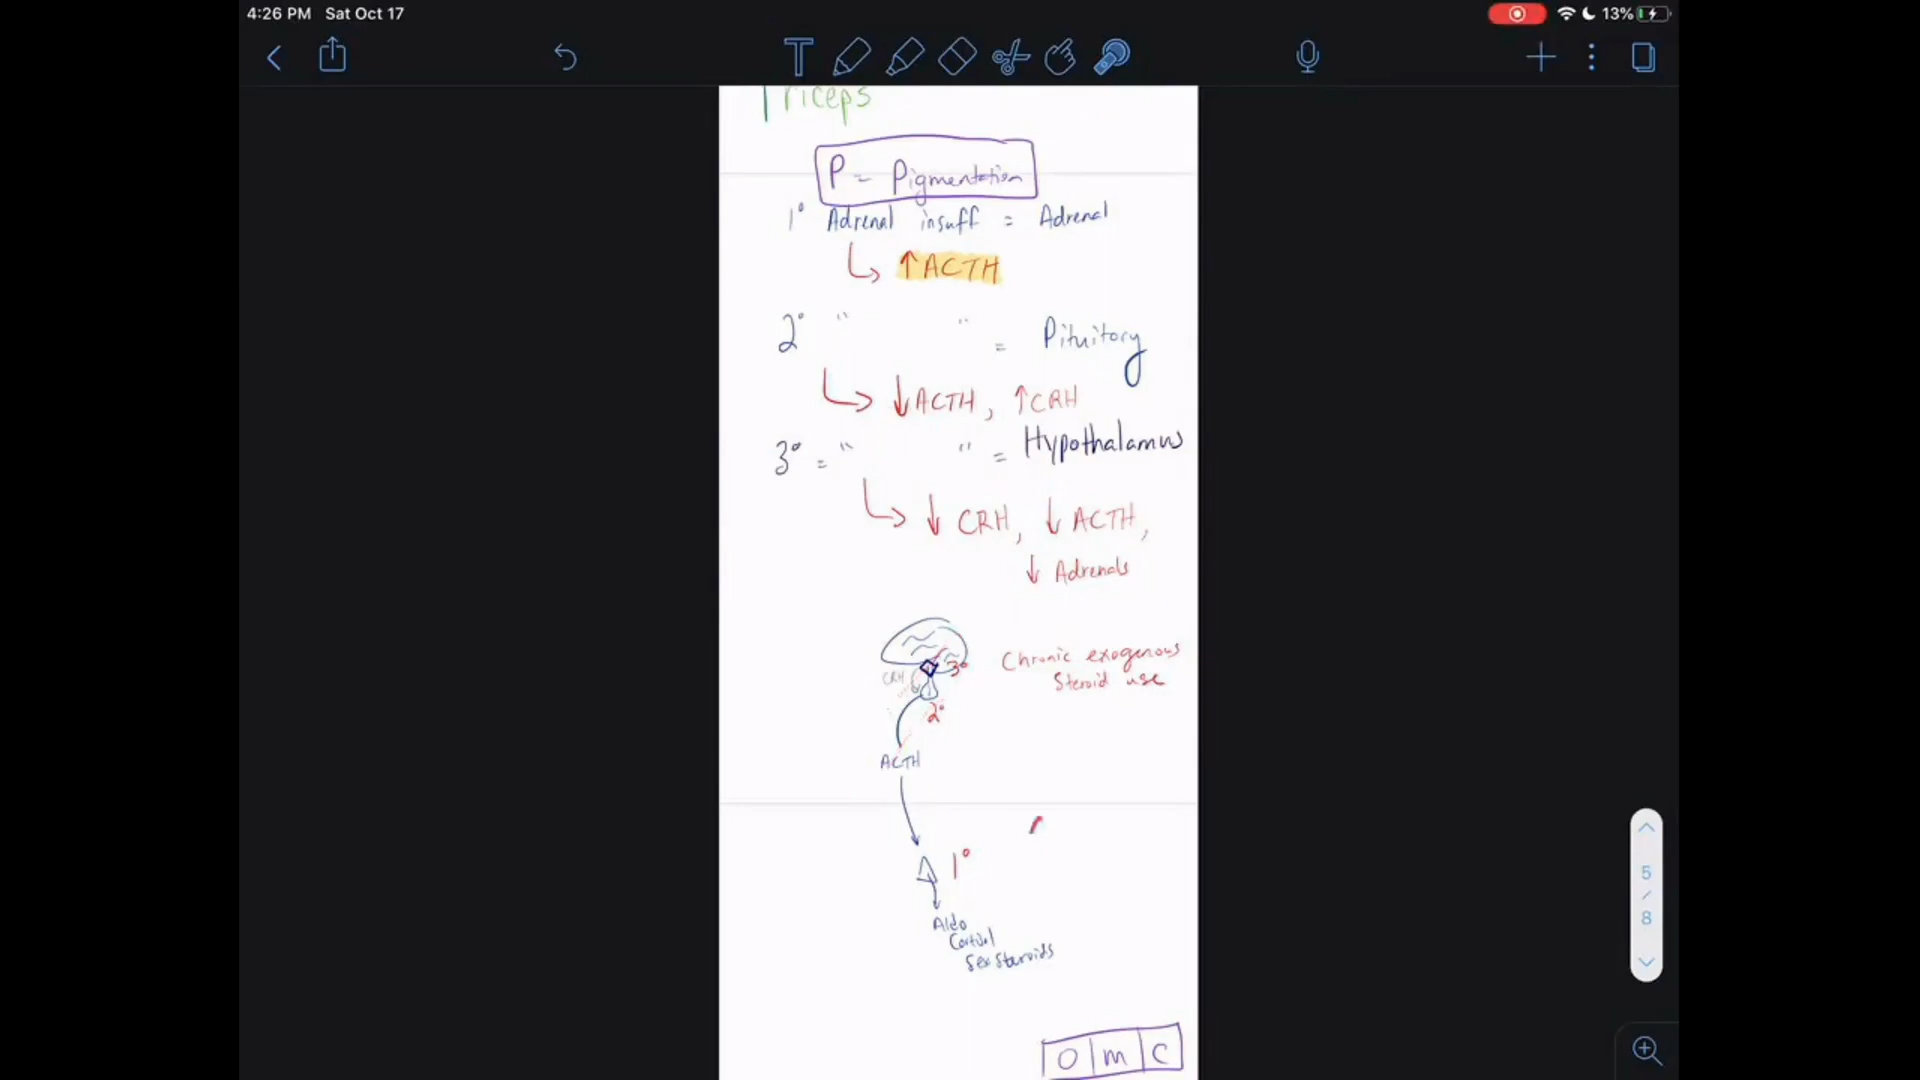 4:26 PM Sat Oct 17
13%
T
Triceps
P = Pigmentation
1° Adrenal insuff = Adrenal
↑ACTH
2° " " = Pituitory
↓ACTH, ↑CRH
3° = " " = Hypothalamus
↓ CRH, ↓ ACTH,
↓ Adrenals
Chronic exogenous
Steroid use
CRH 3°
2°
ACTH
1°
Aldo
Cortisol
Sex steroids
5
/
8
O M C